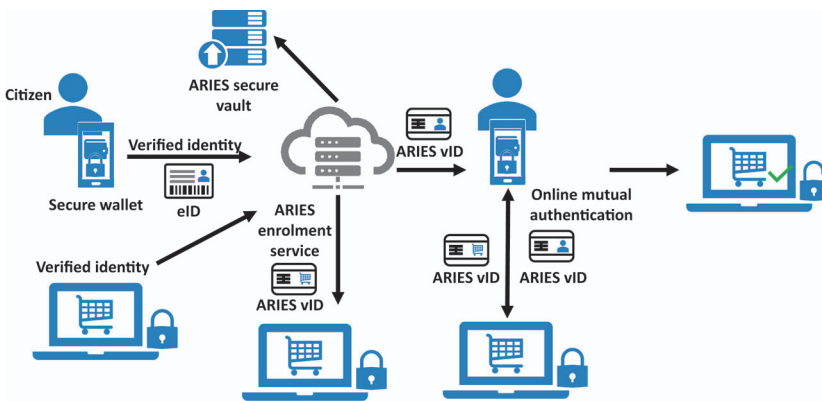 Citizen
ARIES secure
vault
Verified identity
eID
Secure wallet
ARIES
enrolment
service
ARIES vID
Online mutual
authentication
Verified identity
ARIES vID
ARIES vID
ARIES vID